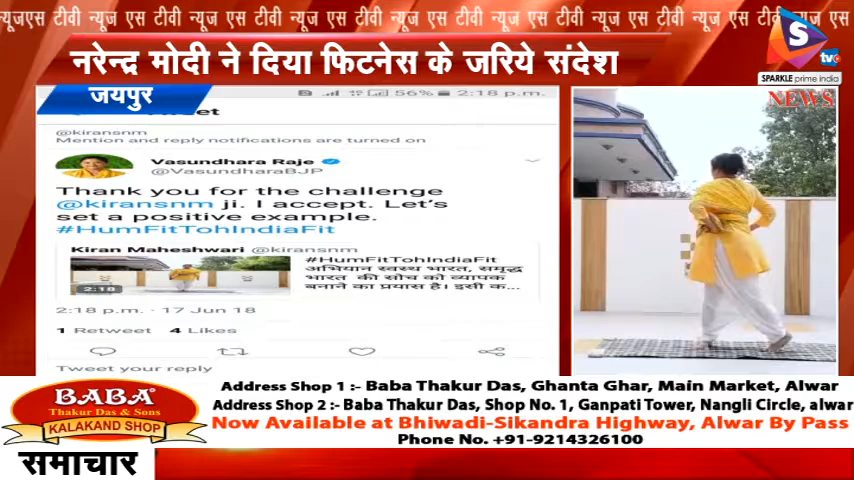 न्यूजएस टीवी न्यूज एस टीवी न्यूज एस टीवी न्यूज एस टीवी न्यूज एस टीवी न्यूज एस टीवी न्यूज एस टीवी न्यूज एस
S
tv
SPARKLE prime india
नरेन्द्र मोदी ने दिया फिटनेस के जरिये संदेश
जयपुर
56% 2:18 p.m.
NEWS
@kiransnm
Mention and reply notifications are turned on
Vasundhara Raje
@VasundharaBJP
Thank you for the challenge
@kiransnm ji. I accept. Let's
set a positive example.
#HumFitTohIndiaFit
Kiran Maheshwari @kiransnm
#HumFitTohIndiaFit
अभियान स्वस्थ भारत, समृद्ध
भारत की सोच को व्यापक
बनाने का प्रयास है। इसी क...
2:18
2:18 p.m. · 17 Jun 18
1 Retweet 4 Likes
Tweet your reply
BABA
Thakur Das & Sons
KALAKAND SHOP
Address Shop 1 :- Baba Thakur Das, Ghanta Ghar, Main Market, Alwar
Address Shop 2 :- Baba Thakur Das, Shop No. 1, Ganpati Tower, Nangli Circle, alwar
Now Available at Bhiwadi-Sikandra Highway, Alwar By Pass
Phone No. +91-9214326100
समाचार